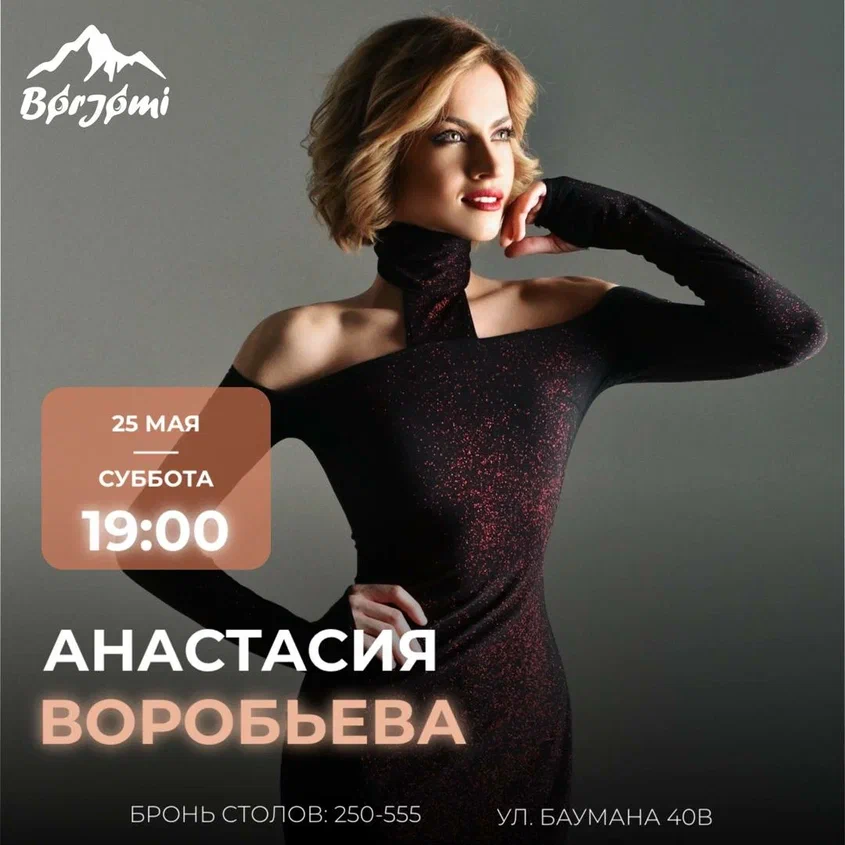 Borjomi
25 МАЯ
СУББОТА
19:00
АНАСТАСИЯ
ВОРОБЬЕВА
БРОНЬ СТОЛОВ: 250-555
УЛ. БАУМАНА 40В